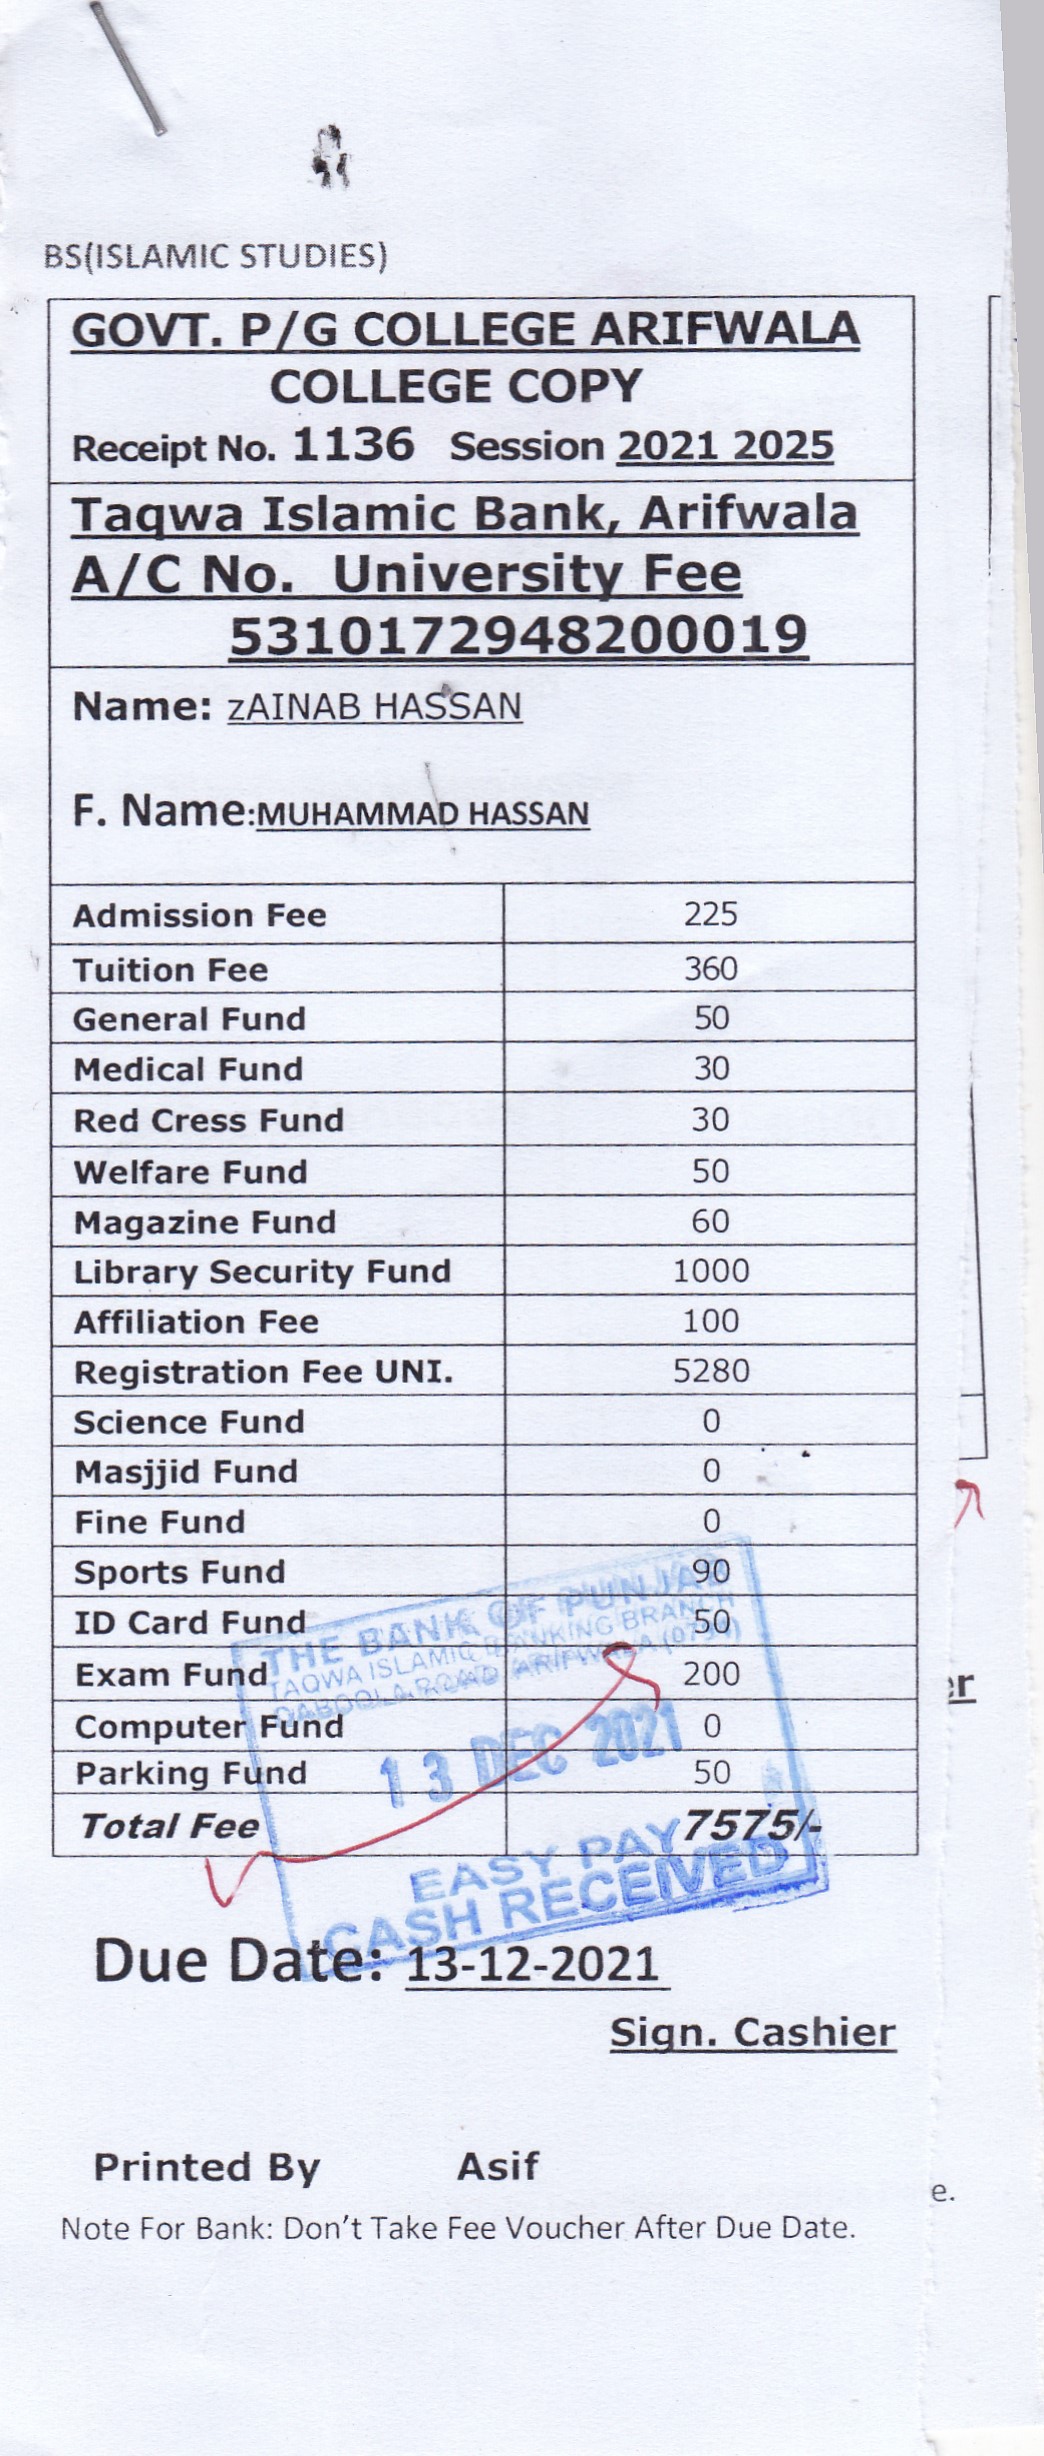 BS(ISLAMIC STUDIES)
GOVT. P/G COLLEGE ARIFWALA
COLLEGE COPY
Receipt No. 1136 Session 2021 2025
Taqwa Islamic Bank, Arifwala
A/C No. University Fee
5310172948200019
Name: zAINAB HASSAN
F. Name:MUHAMMAD HASSAN
Admission Fee 225
Tuition Fee 360
General Fund 50
Medical Fund 30
Red Cress Fund 30
Welfare Fund 50
Magazine Fund 60
Library Security Fund 1000
Affiliation Fee 100
Registration Fee UNI. 5280
Science Fund 0
Masjjid Fund 0
Fine Fund 0
Sports Fund 90
ID Card Fund 50
Exam Fund 200
Computer Fund 0
Parking Fund 50
Total Fee 7575/-
THE BANK OF PUNJAB
TAQWA ISLAMIC BANKING BRANCH
QABOOLA ROAD ARIFWALA
13 DEC 2021
EASY PAY
CASH RECEIVED
Due Date: 13-12-2021
Sign. Cashier
er
Printed By Asif
e.
Note For Bank: Don't Take Fee Voucher After Due Date.